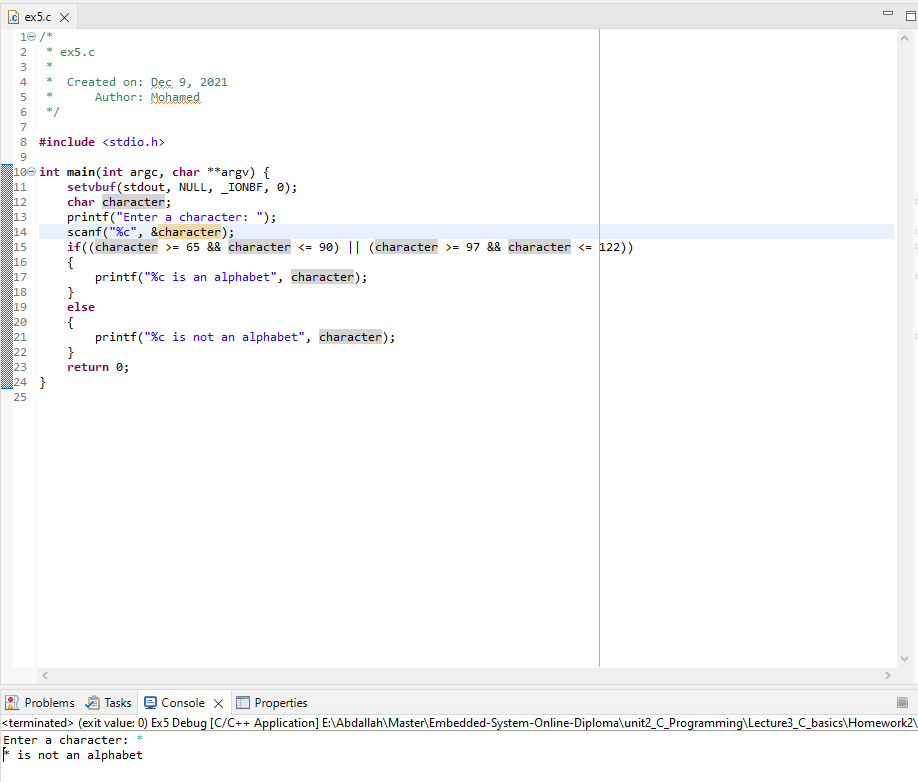 ex5.c
1 /*
2  * ex5.c
3  *
4  *  Created on: Dec 9, 2021
5  *      Author: Mohamed
6  */
7
8 #include <stdio.h>
9
10 int main(int argc, char **argv) {
11     setvbuf(stdout, NULL, _IONBF, 0);
12     char character;
13     printf("Enter a character: ");
14     scanf("%c", &character);
15     if((character >= 65 && character <= 90) || (character >= 97 && character <= 122))
16     {
17         printf("%c is an alphabet", character);
18     }
19     else
20     {
21         printf("%c is not an alphabet", character);
22     }
23     return 0;
24 }
25
Problems Tasks Console Properties
<terminated> (exit value: 0) Ex5 Debug [C/C++ Application] E:\Abdallah\Master\Embedded-System-Online-Diploma\unit2_C_Programming\Lecture3_C_basics\Homework2\
Enter a character: *
* is not an alphabet